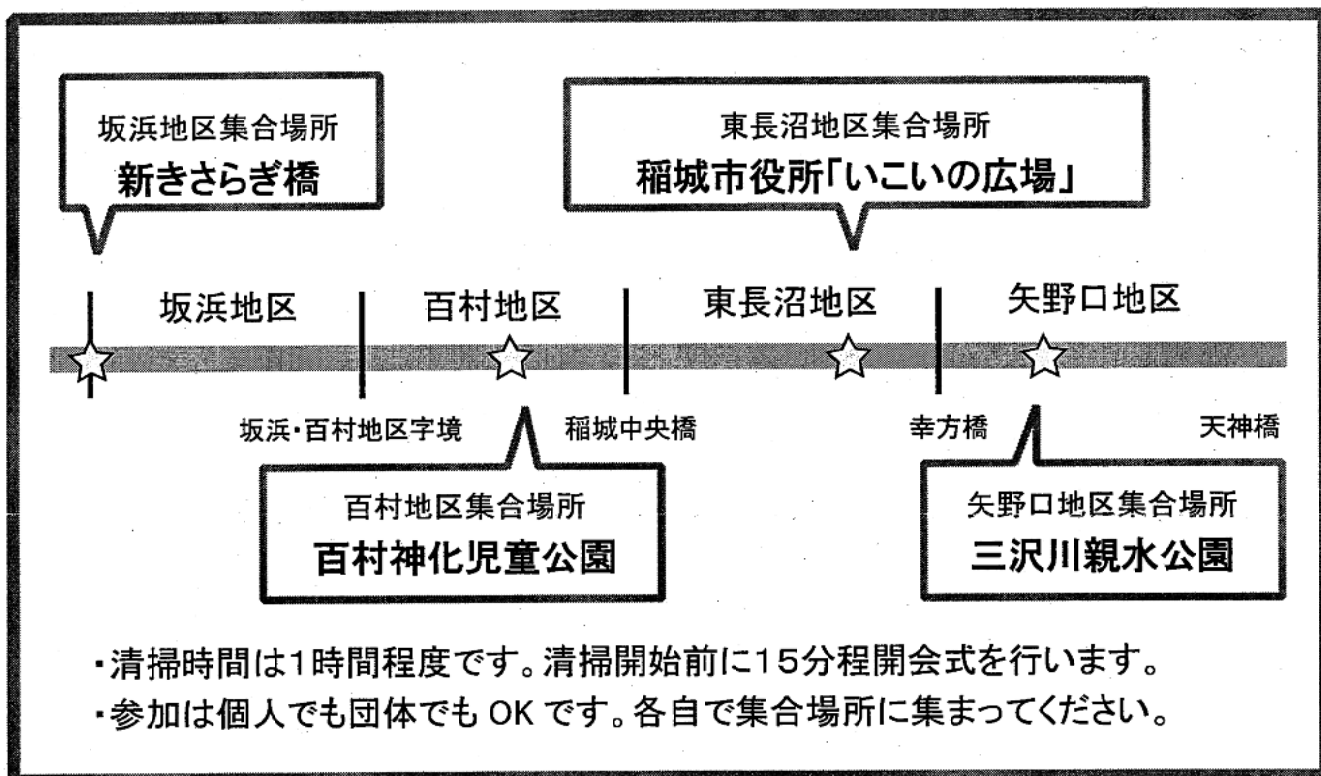 坂浜地区集合場所
新きさらぎ橋
東長沼地区集合場所
稲城市役所「いこいの広場」
坂浜地区
百村地区
東長沼地区
矢野口地区
坂浜・百村地区字境
稲城中央橋
幸方橋
天神橋
百村地区集合場所
百村神化児童公園
矢野口地区集合場所
三沢川親水公園
・清掃時間は1時間程度です。清掃開始前に15分程開会式を行います。
・参加は個人でも団体でもOKです。各自で集合場所に集まってください。